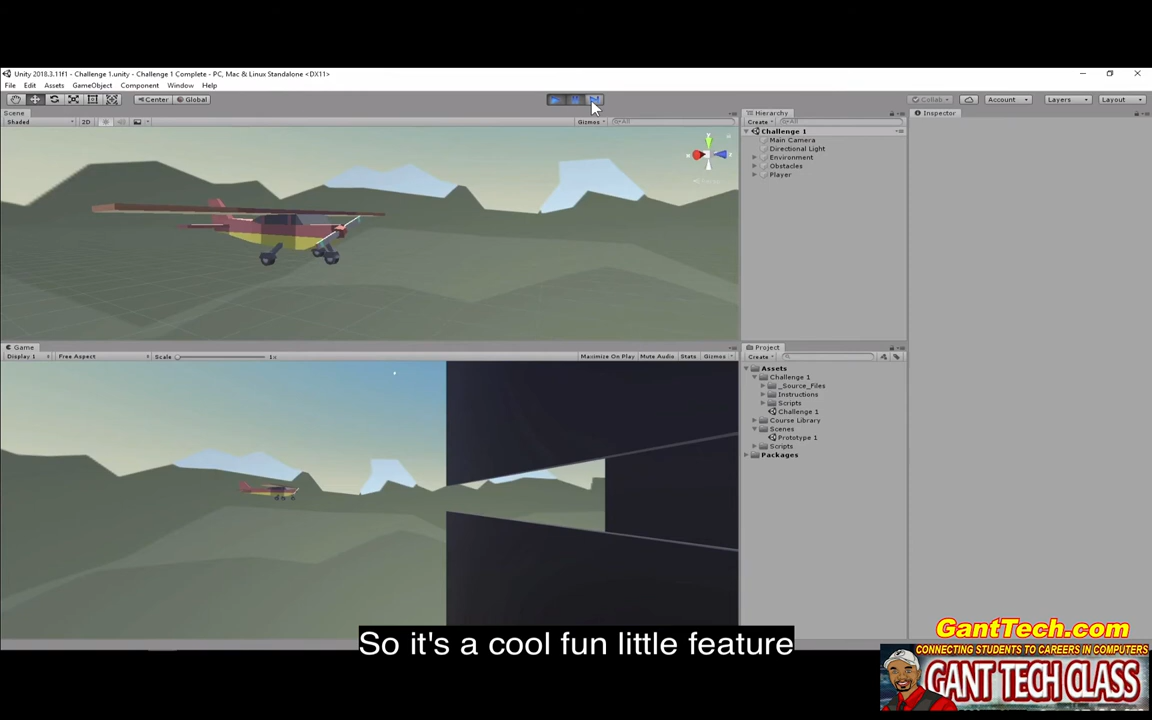 Unity 2018.3.11f1 - Challenge 1.unity - Challenge 1 Complete - PC, Mac & Linux Standalone <DX11>
File Edit Assets GameObject Component Window Help
Center Global Collab Account Layers Layout
Scene Hierarchy Inspector
Shaded 2D Gizmos All Create All
Challenge 1
Main Camera
Directional Light
Environment
Obstacles
Player
Game Project
Display 1 Free Aspect Scale 1x Maximize On Play Mute Audio Stats Gizmos Create
Assets
Challenge 1
_Source_Files
Instructions
Scripts
Challenge 1
Course Library
Scenes
Prototype 1
Scripts
Packages
So it's a cool fun little feature
GantTech.com
CONNECTING STUDENTS TO CAREERS IN COMPUTERS
GANT TECH CLASS